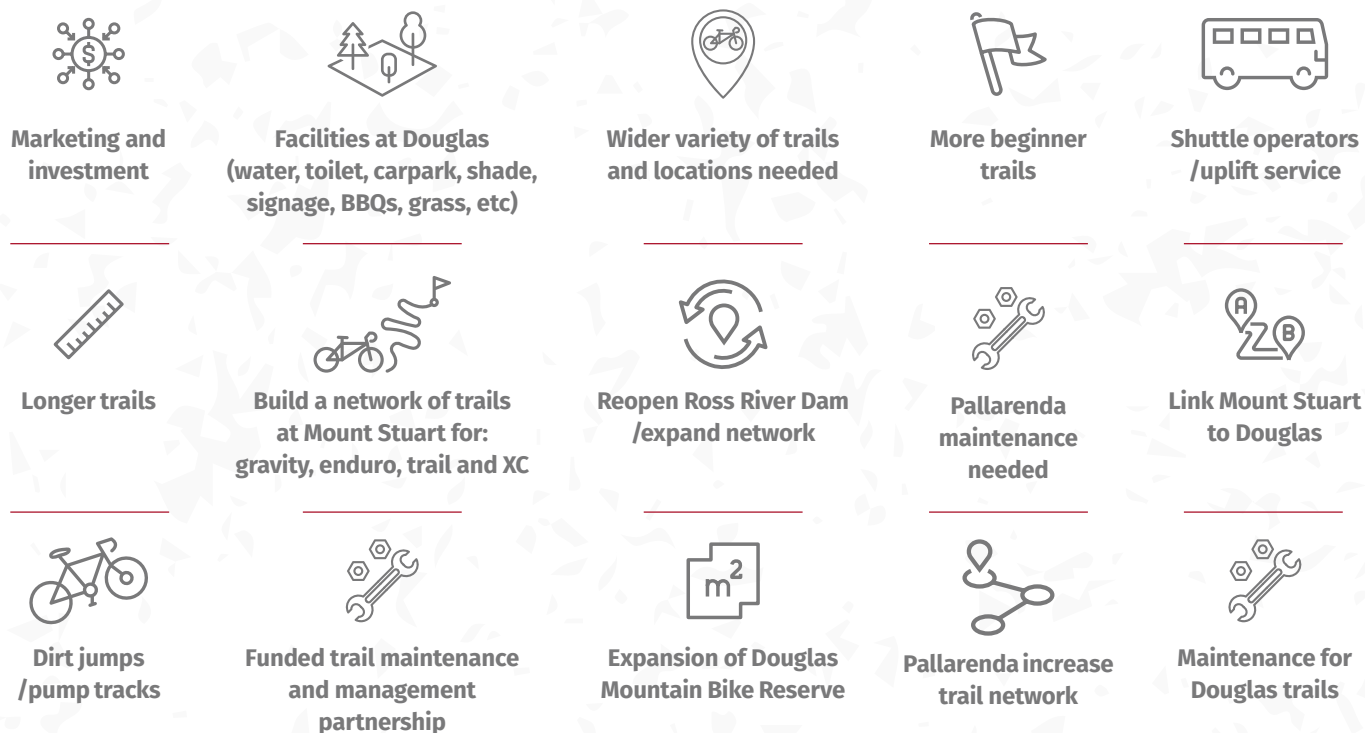 Marketing and
investment
Facilities at Douglas
(water, toilet, carpark, shade,
signage, BBQs, grass, etc)
Wider variety of trails
and locations needed
More beginner
trails
Shuttle operators
/uplift service
Longer trails
Build a network of trails
at Mount Stuart for:
gravity, enduro, trail and XC
Reopen Ross River Dam
/expand network
Pallarenda
maintenance
needed
A
B
Link Mount Stuart
to Douglas
Dirt jumps
/pump tracks
Funded trail maintenance
and management
partnership
m²
Expansion of Douglas
Mountain Bike Reserve
Pallarenda increase
trail network
Maintenance for
Douglas trails
$